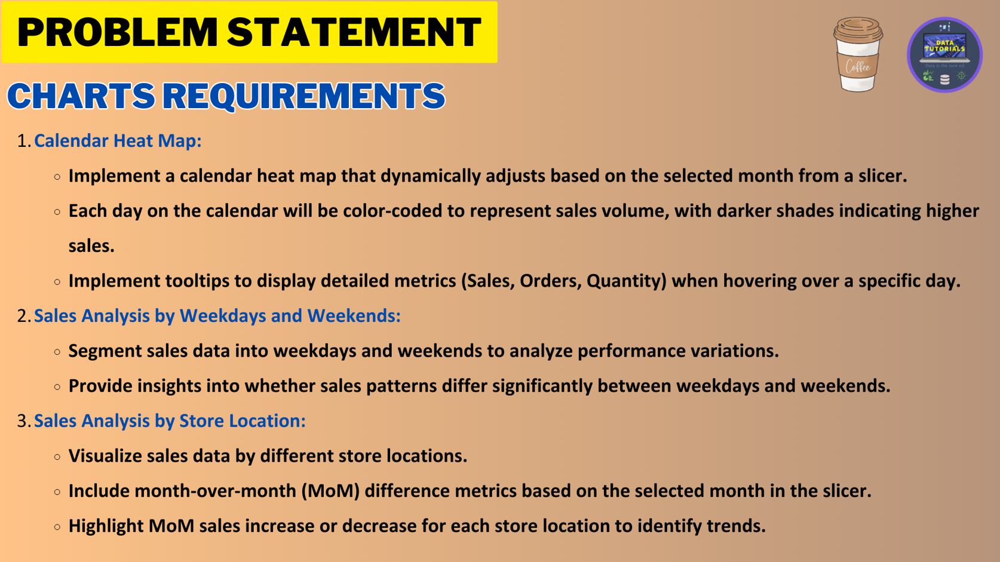 PROBLEM STATEMENT
Coffee
DATA
TUTORIALS
Data is the new oil
CHARTS REQUIREMENTS
1. Calendar Heat Map:
○ Implement a calendar heat map that dynamically adjusts based on the selected month from a slicer.
○ Each day on the calendar will be color-coded to represent sales volume, with darker shades indicating higher
sales.
○ Implement tooltips to display detailed metrics (Sales, Orders, Quantity) when hovering over a specific day.
2. Sales Analysis by Weekdays and Weekends:
○ Segment sales data into weekdays and weekends to analyze performance variations.
○ Provide insights into whether sales patterns differ significantly between weekdays and weekends.
3. Sales Analysis by Store Location:
○ Visualize sales data by different store locations.
○ Include month-over-month (MoM) difference metrics based on the selected month in the slicer.
○ Highlight MoM sales increase or decrease for each store location to identify trends.